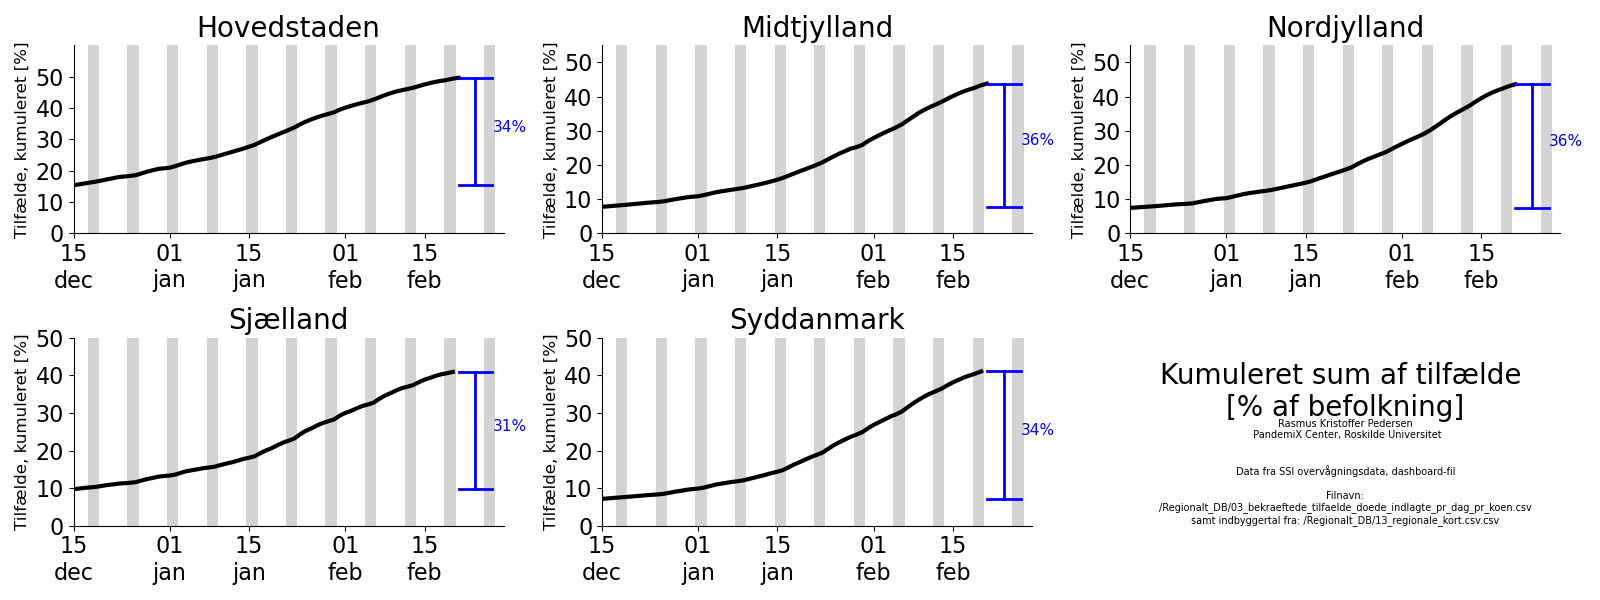 Hovedstaden
Tilfælde, kumuleret [%]
50
40
30
20
10
0
34%
15 01 15 01 15
dec jan jan feb feb
Midtjylland
Tilfælde, kumuleret [%]
50
40
30
20
10
0
36%
15 01 15 01 15
dec jan jan feb feb
Nordjylland
Tilfælde, kumuleret [%]
50
40
30
20
10
0
36%
15 01 15 01 15
dec jan jan feb feb
Sjælland
Tilfælde, kumuleret [%]
50
40
30
20
10
0
31%
15 01 15 01 15
dec jan jan feb feb
Syddanmark
Tilfælde, kumuleret [%]
50
40
30
20
10
0
34%
15 01 15 01 15
dec jan jan feb feb
Kumuleret sum af tilfælde
[% af befolkning]
Rasmus Kristoffer Pedersen
PandemiX Center, Roskilde Universitet
Data fra SSI overvågningsdata, dashboard-fil
Filnavn:
/Regionalt_DB/03_bekraeftede_tilfaelde_doede_indlagte_pr_dag_pr_koen.csv
samt indbyggertal fra: /Regionalt_DB/13_regionale_kort.csv.csv